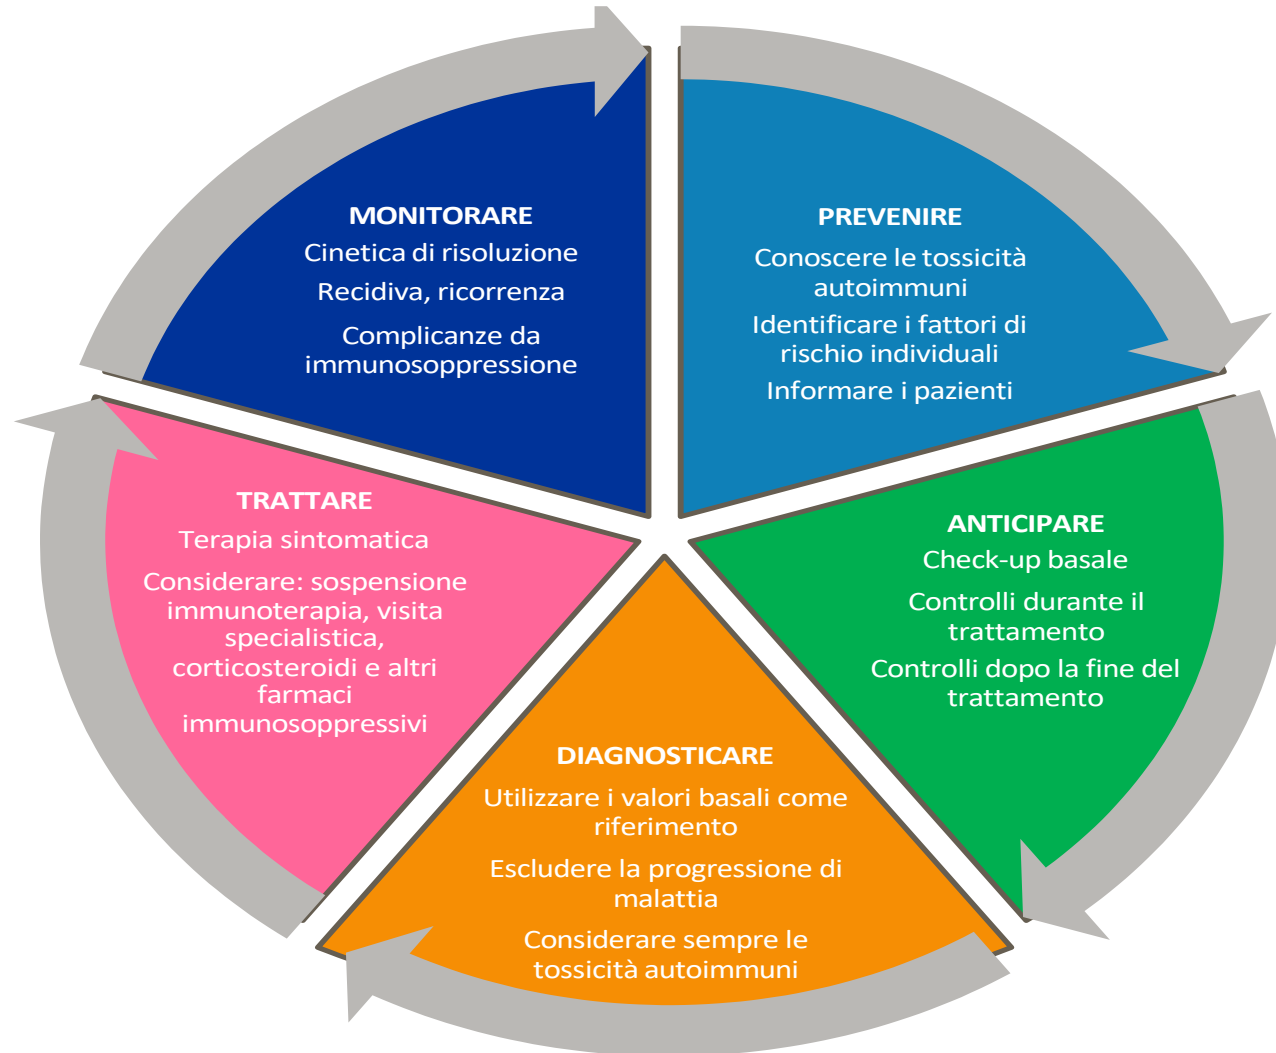 PREVENIRE
Conoscere le tossicità
autoimmuni
Identificare i fattori di
rischio individuali
Informare i pazienti
ANTICIPARE
Check-up basale
Controlli durante il
trattamento
Controlli dopo la fine del
trattamento
DIAGNOSTICARE
Utilizzare i valori basali come
riferimento
Escludere la progressione di
malattia
Considerare sempre le
tossicità autoimmuni
TRATTARE
Terapia sintomatica
Considerare: sospensione
immunoterapia, visita
specialistica,
corticosteroidi e altri
farmaci
immunosoppressivi
MONITORARE
Cinetica di risoluzione
Recidiva, ricorrenza
Complicanze da
immunosoppressione